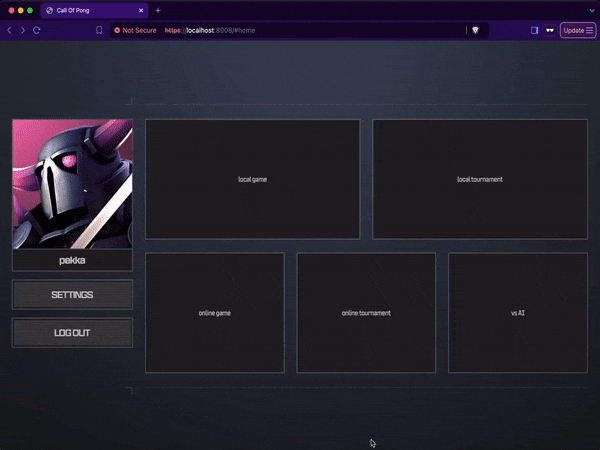 Call Of Pong
Not Secure https://localhost:8008/#home
Update
local game
local tournament
pekka
SETTINGS
LOG OUT
online game
online tournament
vs AI